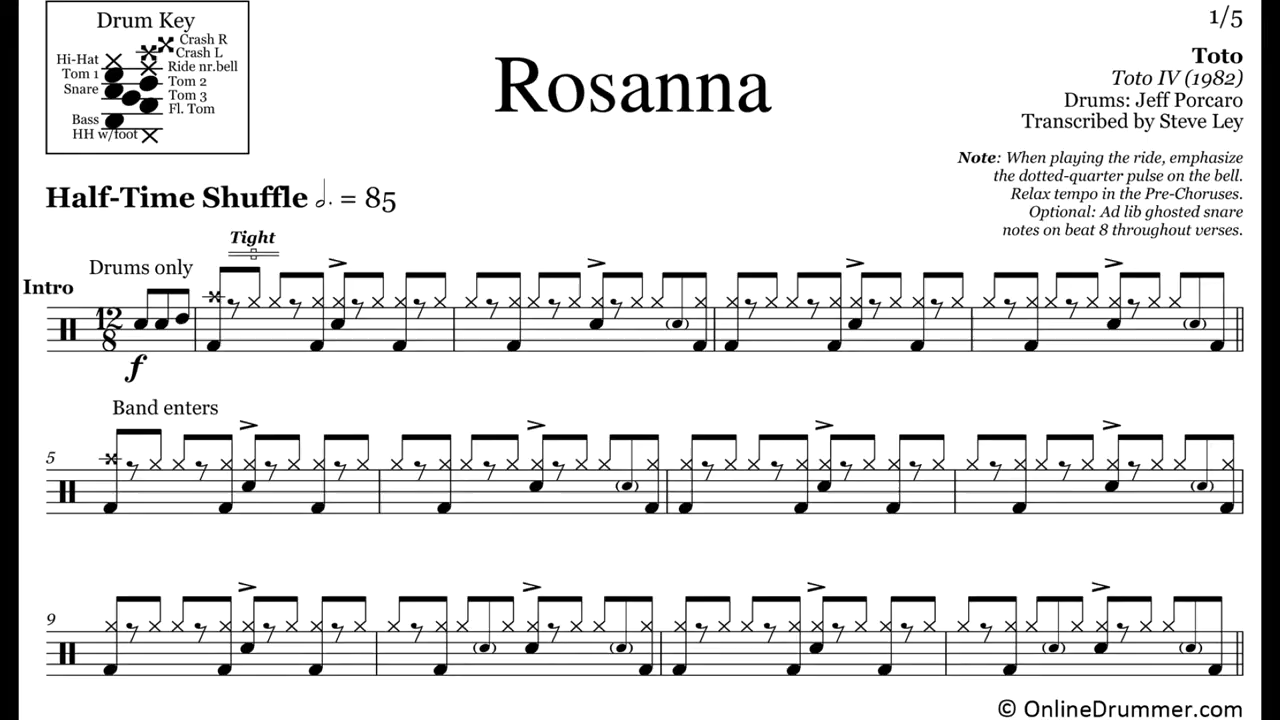 Drum Key
Crash R
Crash L
Hi-Hat
Ride nr.bell
Tom 1
Tom 2
Snare
Tom 3
Fl. Tom
Bass
HH w/foot
Rosanna
1/5
Toto
Toto IV (1982)
Drums: Jeff Porcaro
Transcribed by Steve Ley
Note: When playing the ride, emphasize
the dotted-quarter pulse on the bell.
Relax tempo in the Pre-Choruses.
Optional: Ad lib ghosted snare
notes on beat 8 throughout verses.
Half-Time Shuffle 𝅗𝅥. = 85
Tight
Drums only
Intro
12
8
f
Band enters
5
9
© OnlineDrummer.com